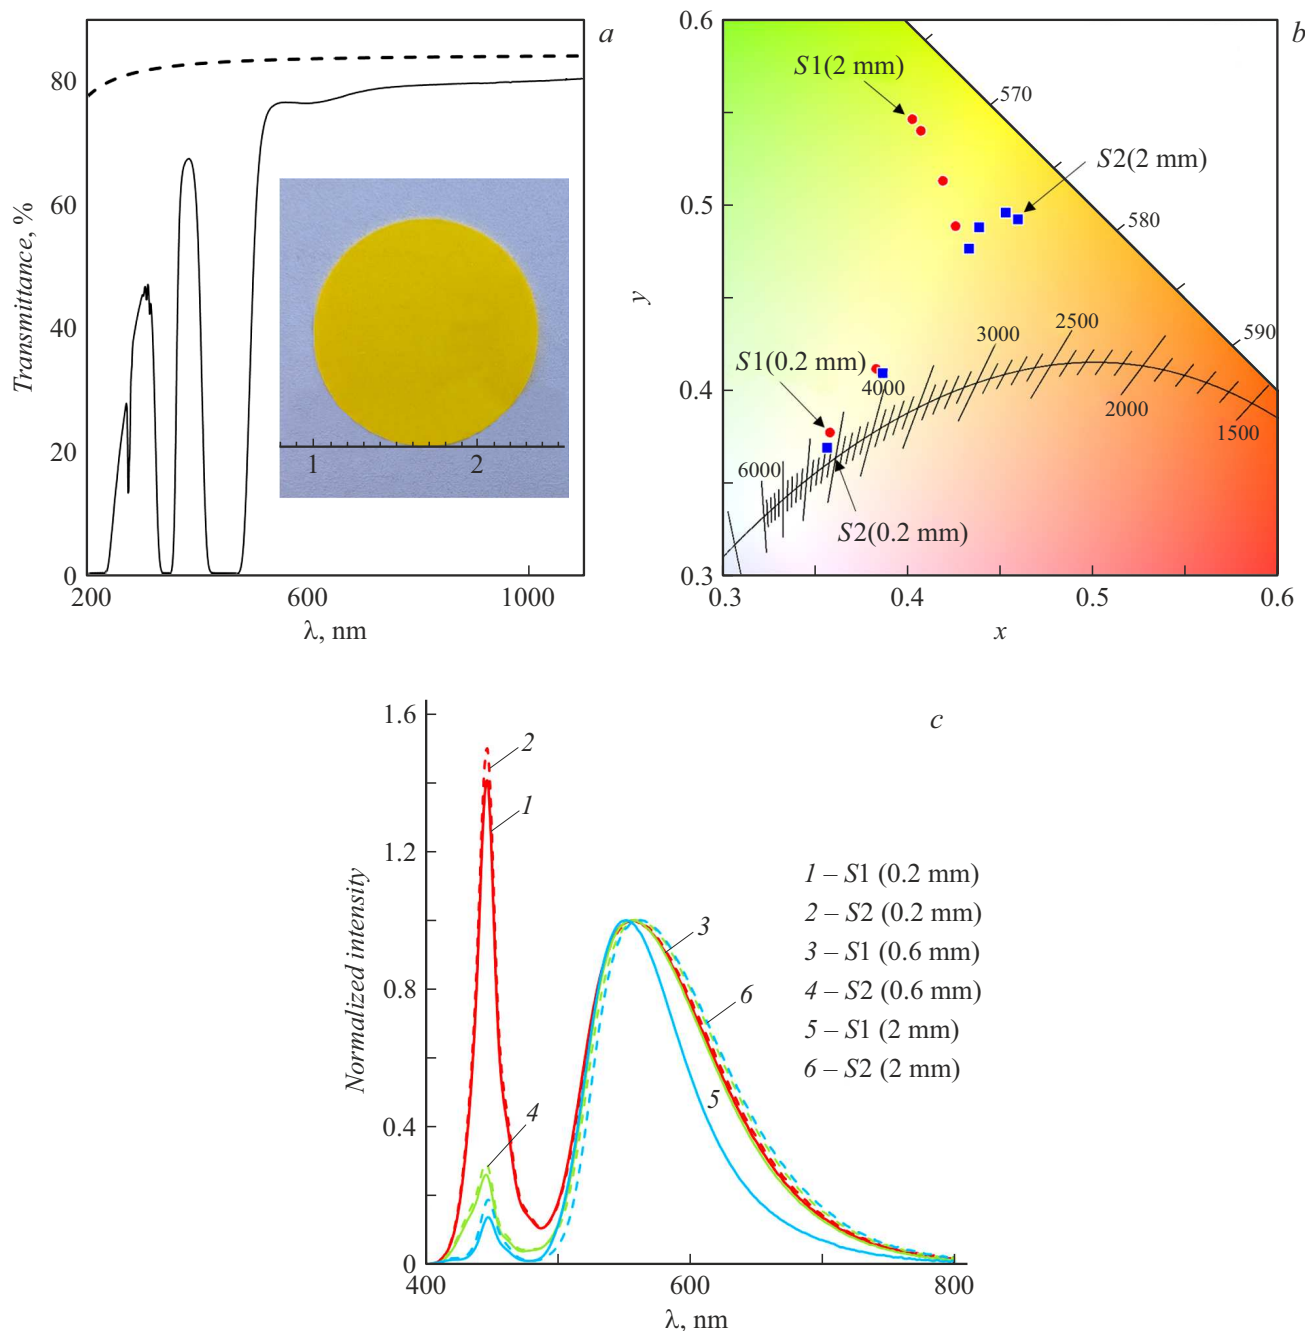 a
Transmittance, %
80
60
40
20
0
200
600
1000
λ, nm
1
2
b
y
0.6
0.5
0.4
0.3
0.3
0.4
0.5
0.6
x
S1(2 mm)
S2(2 mm)
S1(0.2 mm)
S2(0.2 mm)
570
580
590
6000
4000
3000
2500
2000
1500
c
Normalized intensity
1.6
1.2
0.8
0.4
0
400
600
800
λ, nm
2
1
3
6
5
4
1 – S1 (0.2 mm)
2 – S2 (0.2 mm)
3 – S1 (0.6 mm)
4 – S2 (0.6 mm)
5 – S1 (2 mm)
6 – S2 (2 mm)